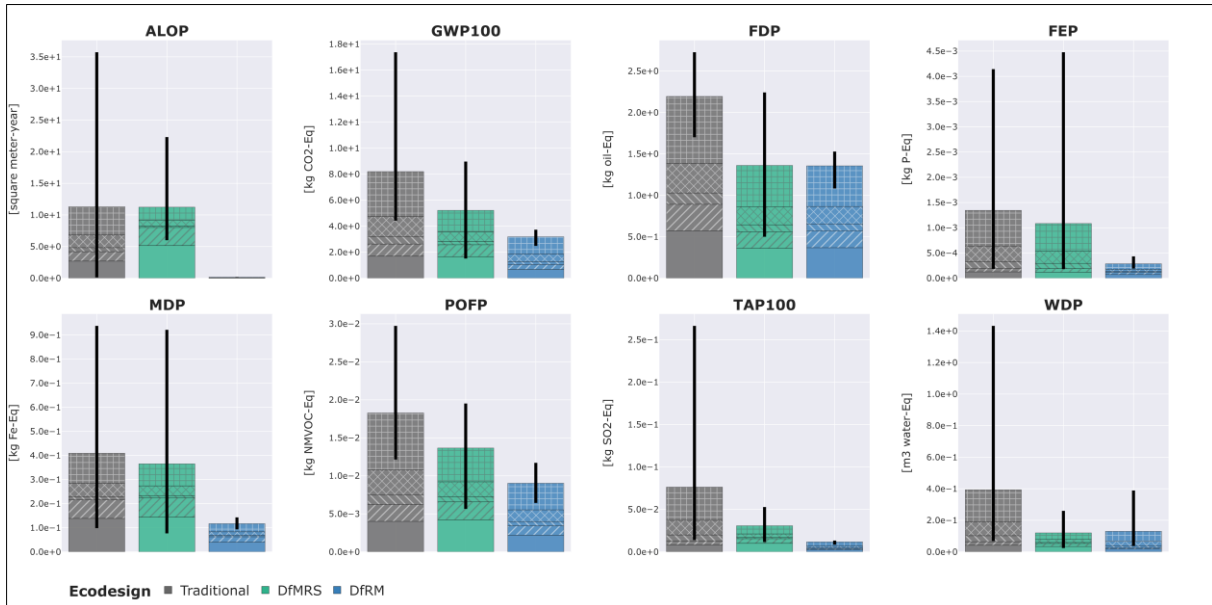 ALOP
[square meter-year]
3.5e+1
3.0e+1
2.5e+1
2.0e+1
1.5e+1
1.0e+1
5.0e+0
0.0e+0
GWP100
[kg CO2-Eq]
1.8e+1
1.6e+1
1.4e+1
1.2e+1
1.0e+1
8.0e+0
6.0e+0
4.0e+0
2.0e+0
0.0e+0
FDP
[kg oil-Eq]
2.5e+0
2.0e+0
1.5e+0
1.0e+0
5.0e−1
0.0e+0
FEP
[kg P-Eq]
4.5e−3
4.0e−3
3.5e−3
3.0e−3
2.5e−3
2.0e−3
1.5e−3
1.0e−3
5.0e−4
0.0e+0
MDP
[kg Fe-Eq]
9.0e−1
8.0e−1
7.0e−1
6.0e−1
5.0e−1
4.0e−1
3.0e−1
2.0e−1
1.0e−1
0.0e+0
POFP
[kg NMVOC-Eq]
3.0e−2
2.5e−2
2.0e−2
1.5e−2
1.0e−2
5.0e−3
0.0e+0
TAP100
[kg SO2-Eq]
2.5e−1
2.0e−1
1.5e−1
1.0e−1
5.0e−2
0.0e+0
WDP
[m3 water-Eq]
1.4e+0
1.2e+0
1.0e+0
8.0e−1
6.0e−1
4.0e−1
2.0e−1
0.0e+0
Ecodesign Traditional DfMRS DfRM